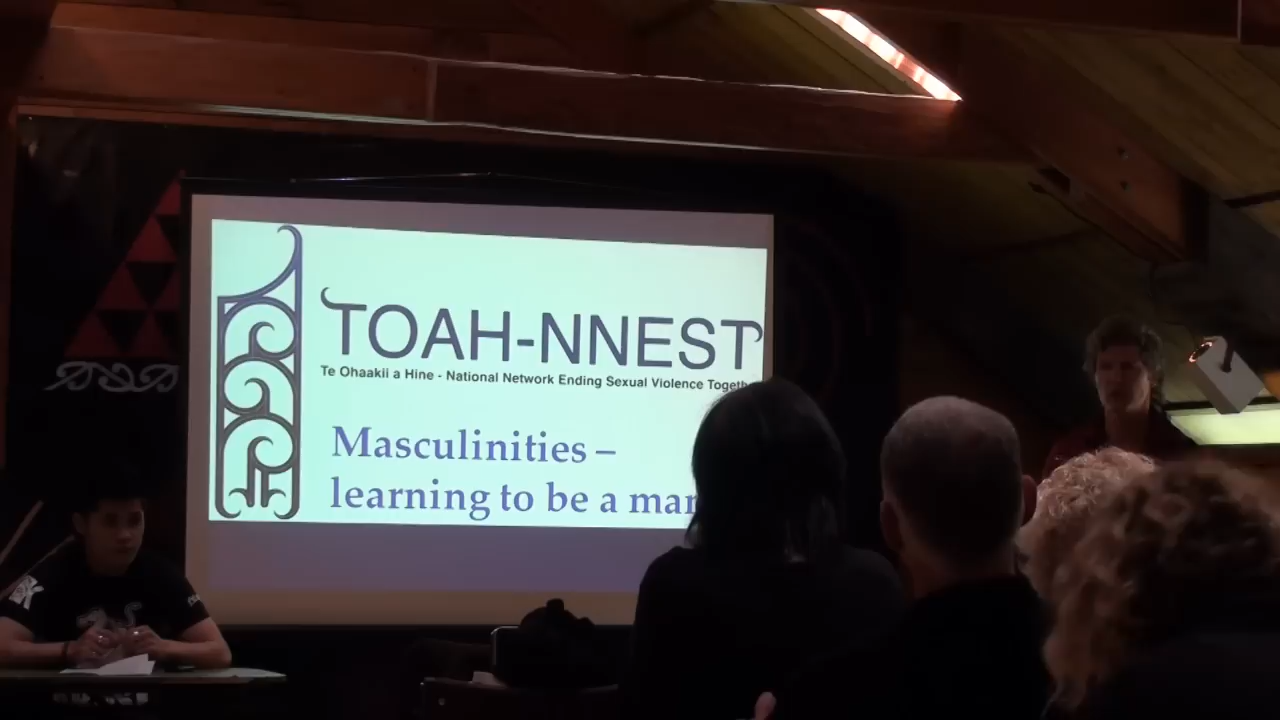 TOAH-NNEST
Te Ohaakii a Hine - National Network Ending Sexual Violence
Masculinities –
learning to be a